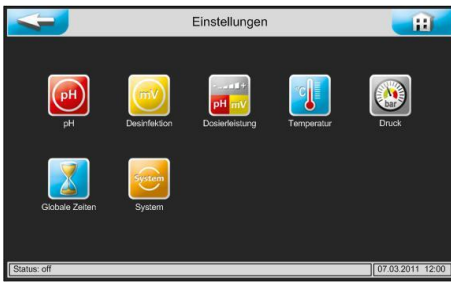 Einstellungen
pH
mV
pH mV
°C
bar
pH
Desinfektion
Dosierleistung
Temperatur
Druck
System
Globale Zeiten
System
Status: off
07.03.2011 12:00